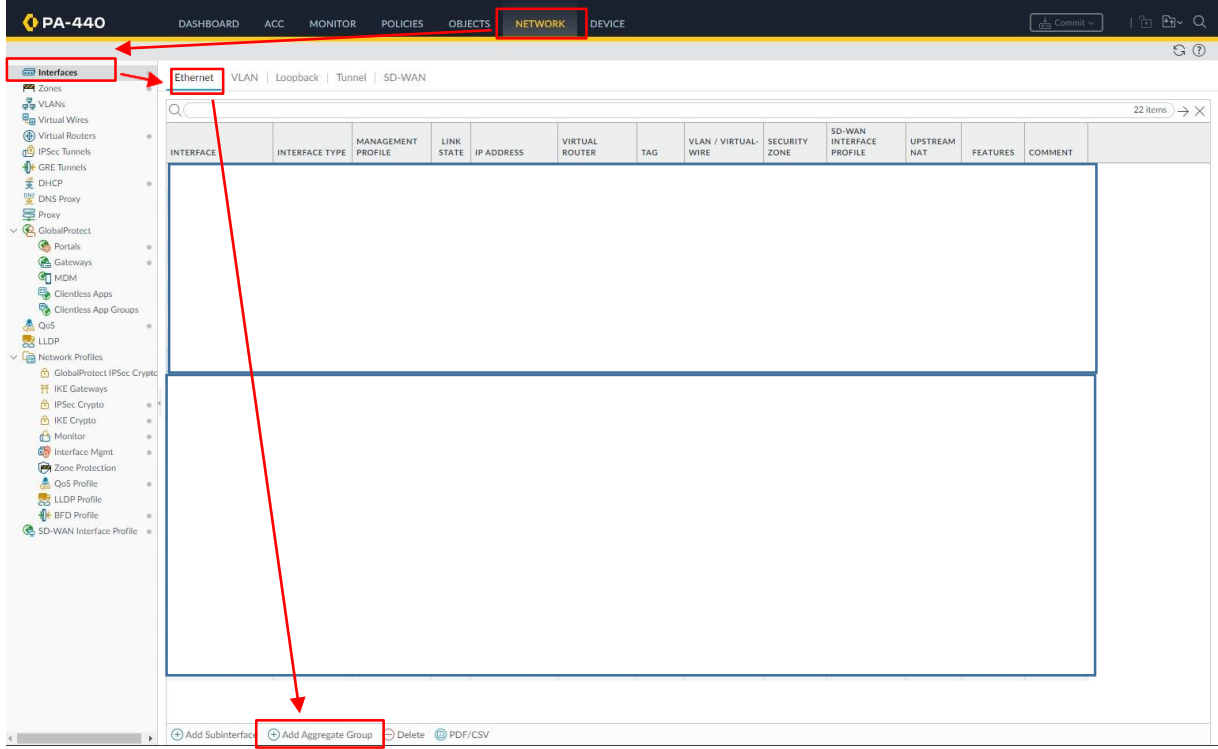 PA-440
DASHBOARD ACC MONITOR POLICIES OBJECTS NETWORK DEVICE
Commit
Interfaces
Zones
VLANs
Virtual Wires
Virtual Routers
IPSec Tunnels
GRE Tunnels
DHCP
DNS Proxy
Proxy
GlobalProtect
Portals
Gateways
MDM
Clientless Apps
Clientless App Groups
QoS
LLDP
Network Profiles
GlobalProtect IPSec Crypto
IKE Gateways
IPSec Crypto
IKE Crypto
Monitor
Interface Mgmt
Zone Protection
QoS Profile
LLDP Profile
BFD Profile
SD-WAN Interface Profile
Ethernet VLAN | Loopback | Tunnel | SD-WAN
22 items
INTERFACE
INTERFACE TYPE
MANAGEMENT
PROFILE
LINK
STATE
IP ADDRESS
VIRTUAL
ROUTER
TAG
VLAN / VIRTUAL-
WIRE
SECURITY
ZONE
SD-WAN
INTERFACE
PROFILE
UPSTREAM
NAT
FEATURES
COMMENT
Add Subinterface Add Aggregate Group Delete PDF/CSV